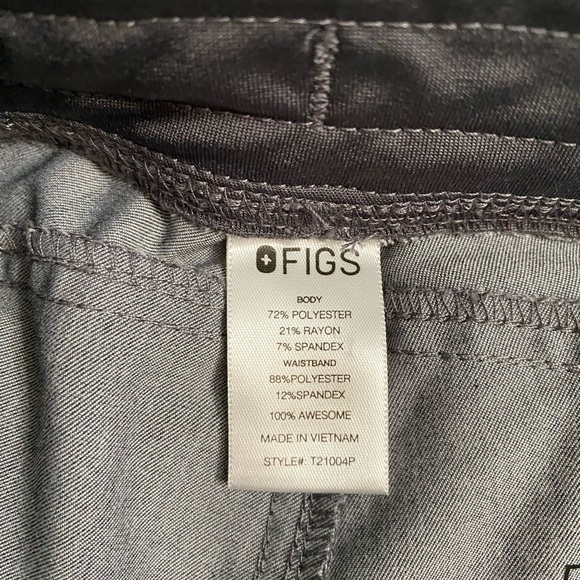 FIGS
BODY
72% POLYESTER
21% RAYON
7% SPANDEX
WAISTBAND
88%POLYESTER
12%SPANDEX
100% AWESOME
MADE IN VIETNAM
STYLE#: T21004P